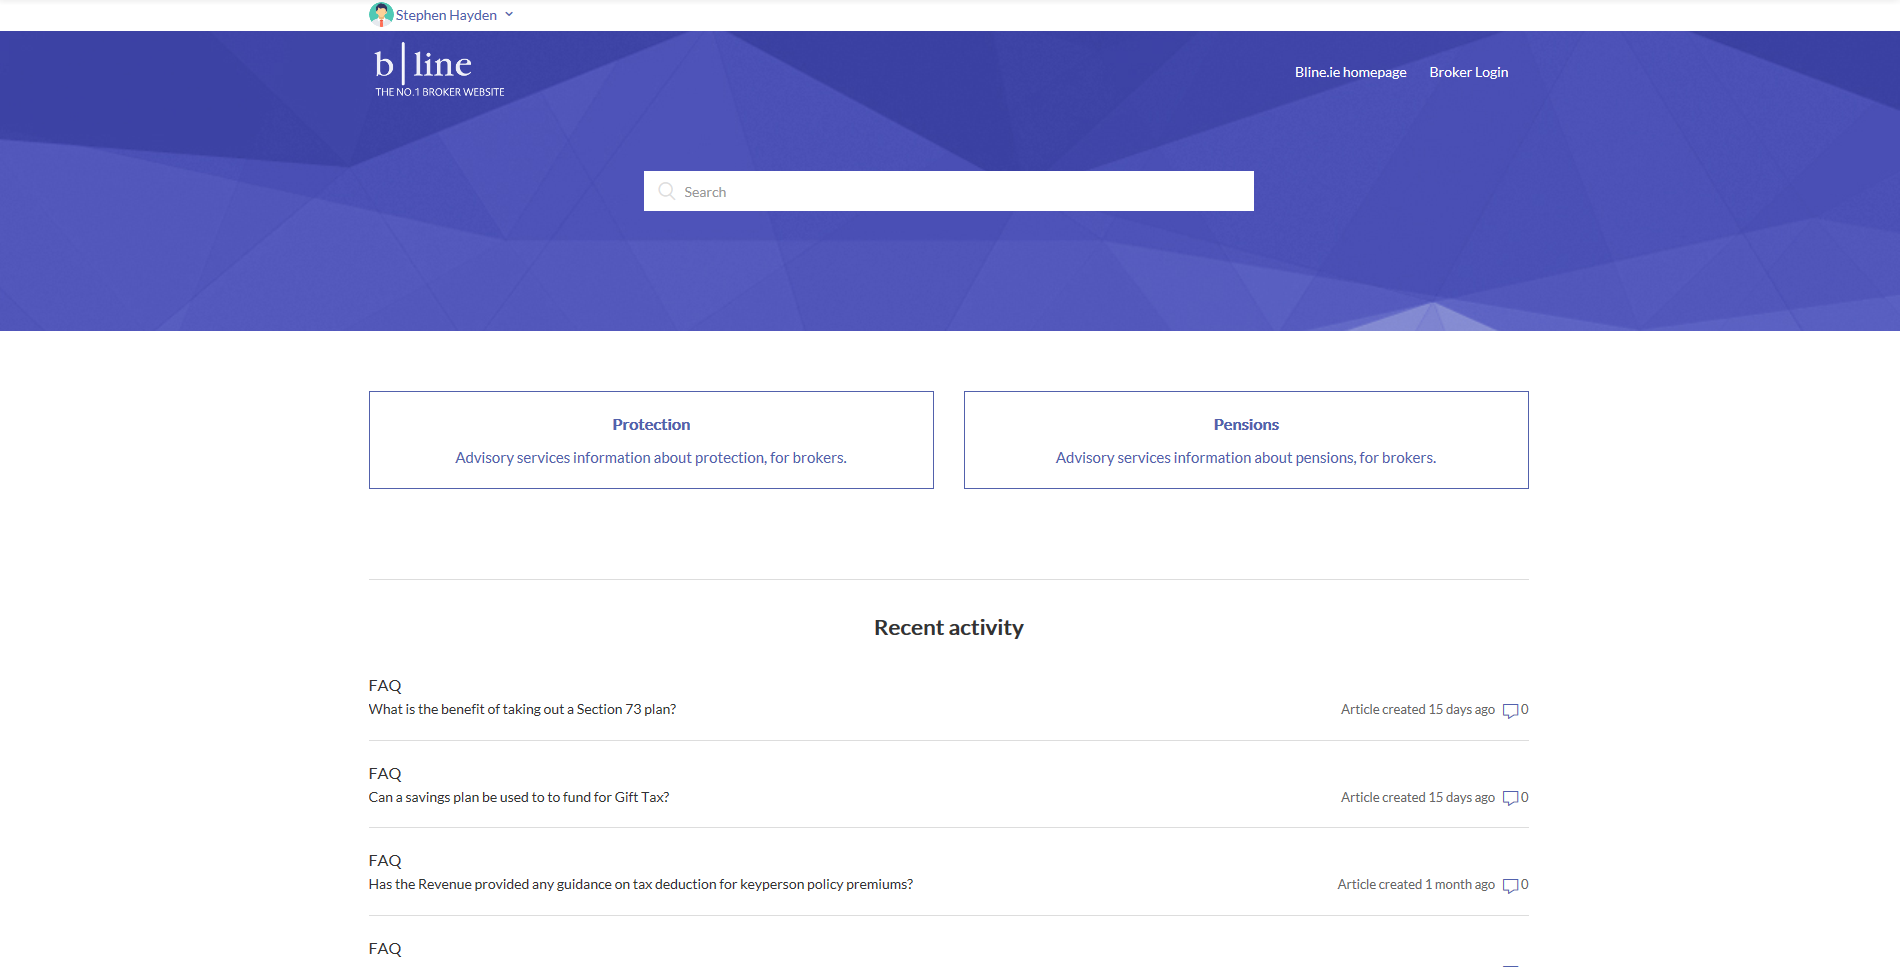 Stephen Hayden
b|line
THE NO.1 BROKER WEBSITE
Bline.ie homepage
Broker Login
Search
Protection
Advisory services information about protection, for brokers.
Pensions
Advisory services information about pensions, for brokers.
Recent activity
FAQ
What is the benefit of taking out a Section 73 plan?
Article created 15 days ago 0
FAQ
Can a savings plan be used to to fund for Gift Tax?
Article created 15 days ago 0
FAQ
Has the Revenue provided any guidance on tax deduction for keyperson policy premiums?
Article created 1 month ago 0
FAQ